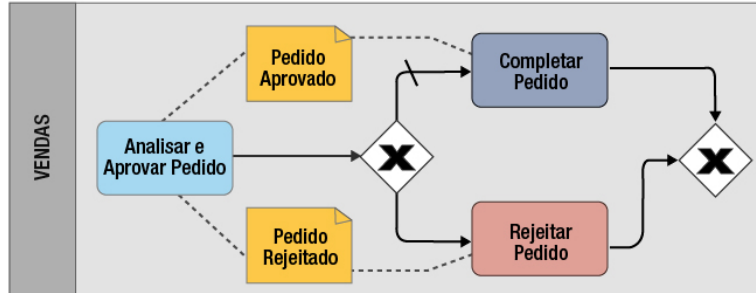 VENDAS
Pedido
Aprovado
Completar
Pedido
Analisar e
Aprovar Pedido
X
X
Pedido
Rejeitado
Rejeitar
Pedido